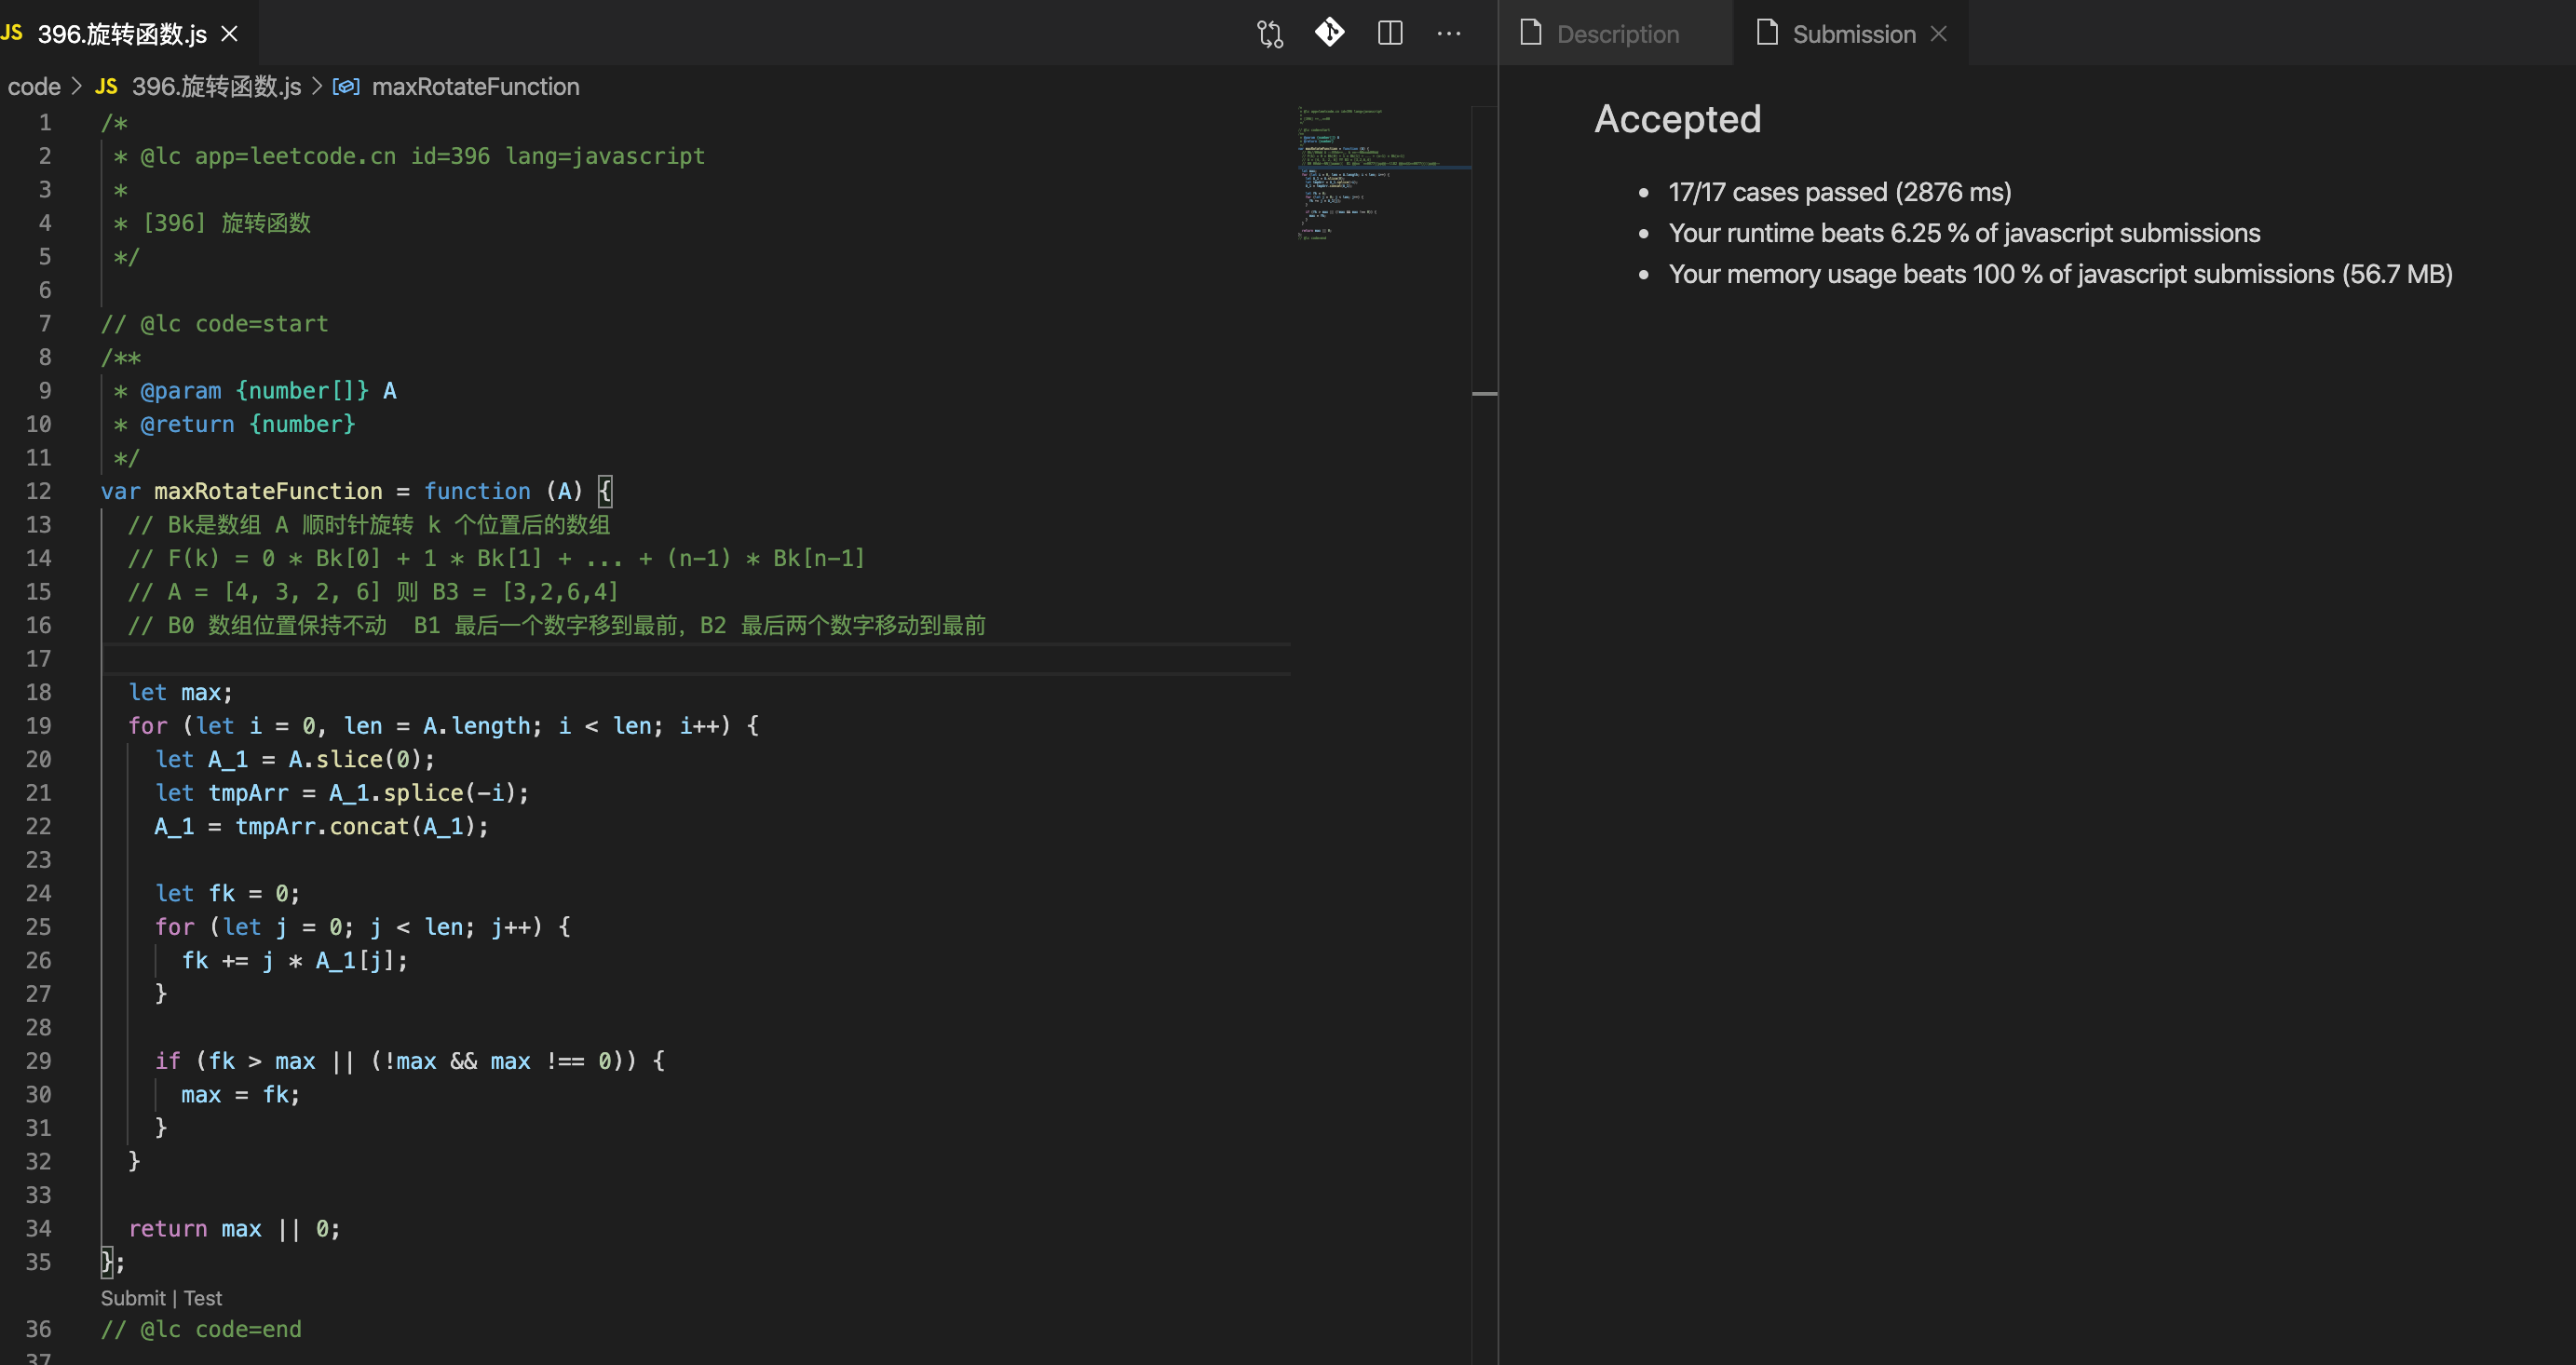 JS 396.旋转函数.js
Description
Submission
code > JS 396.旋转函数.js > maxRotateFunction
1 /*
2  * @lc app=leetcode.cn id=396 lang=javascript
3  *
4  * [396] 旋转函数
5  */
6
7 // @lc code=start
8 /**
9  * @param {number[]} A
10  * @return {number}
11  */
12 var maxRotateFunction = function (A) {
13   // Bk是数组 A 顺时针旋转 k 个位置后的数组
14   // F(k) = 0 * Bk[0] + 1 * Bk[1] + ... + (n-1) * Bk[n-1]
15   // A = [4, 3, 2, 6] 则 B3 = [3,2,6,4]
16   // B0 数组位置保持不动  B1 最后一个数字移到最前，B2 最后两个数字移动到最前
17
18   let max;
19   for (let i = 0, len = A.length; i < len; i++) {
20     let A_1 = A.slice(0);
21     let tmpArr = A_1.splice(-i);
22     A_1 = tmpArr.concat(A_1);
23
24     let fk = 0;
25     for (let j = 0; j < len; j++) {
26       fk += j * A_1[j];
27     }
28
29     if (fk > max || (!max && max !== 0)) {
30       max = fk;
31     }
32   }
33
34   return max || 0;
35 };
Submit | Test
36 // @lc code=end
37
Accepted
• 17/17 cases passed (2876 ms)
• Your runtime beats 6.25 % of javascript submissions
• Your memory usage beats 100 % of javascript submissions (56.7 MB)